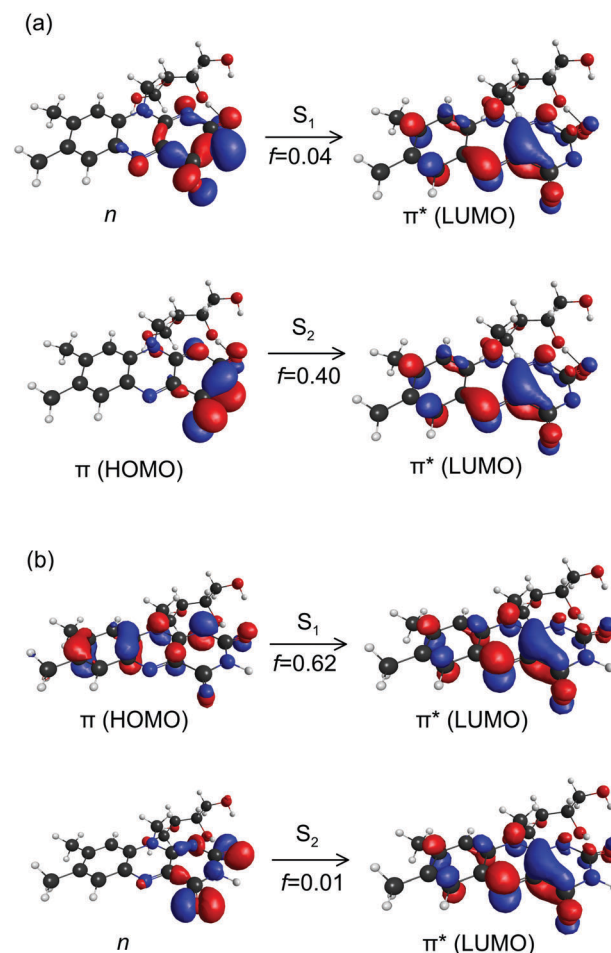 (a)
S₁
f=0.04
n
π* (LUMO)
S₂
f=0.40
π (HOMO)
π* (LUMO)
(b)
S₁
f=0.62
π (HOMO)
π* (LUMO)
S₂
f=0.01
n
π* (LUMO)